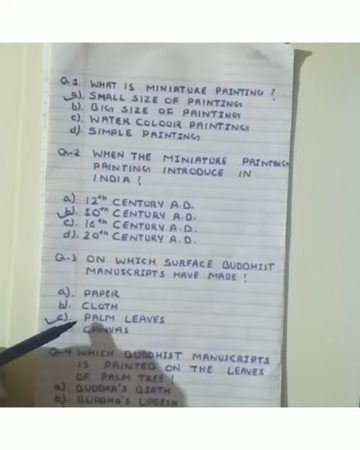 Q.1 WHAT IS MINIATURE PAINTING ?
a). SMALL SIZE OF PAINTING
b). BIG SIZE OF PAINTING
c). WATER COLOUR PAINTING
d). SIMPLE PAINTING
Q.2 WHEN THE MINIATURE PAINTING
PAINTING INTRODUCE IN
INDIA !
a). 12th CENTURY A.D.
b). 10th CENTURY A.D.
c). 16th CENTURY A.D.
d). 20th CENTURY A.D.
Q.3 ON WHICH SURFACE BUDDHIST
MANUSCRIPTS HAVE MADE !
a). PAPER
b). CLOTH
c). PALM LEAVES
CANVAS
Q.4 WHICH BUDDHIST MANUSCRIPTS
IS PAINTED ON THE LEAVES
OF PALM TREE !
a) BUDDHA'S BIRTH
b) BUDDHA'S UPDESH